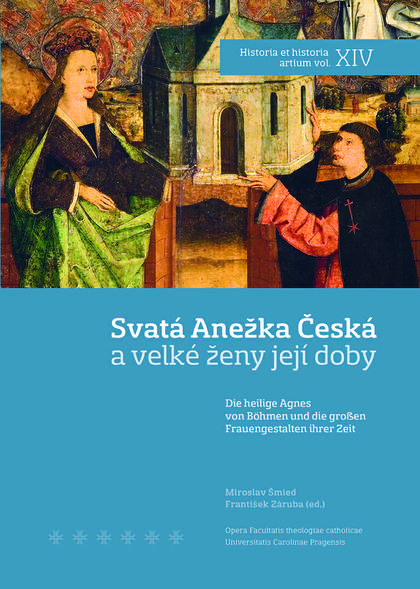 Historia et historia
artium vol. XIV
Svatá Anežka Česká
a velké ženy její doby
Die heilige Agnes
von Böhmen und die großen
Frauengestalten ihrer Zeit
Miroslav Šmied
František Záruba (ed.)
Opera Facultatis theologiae catholicae
Universitatis Carolinae Pragensis